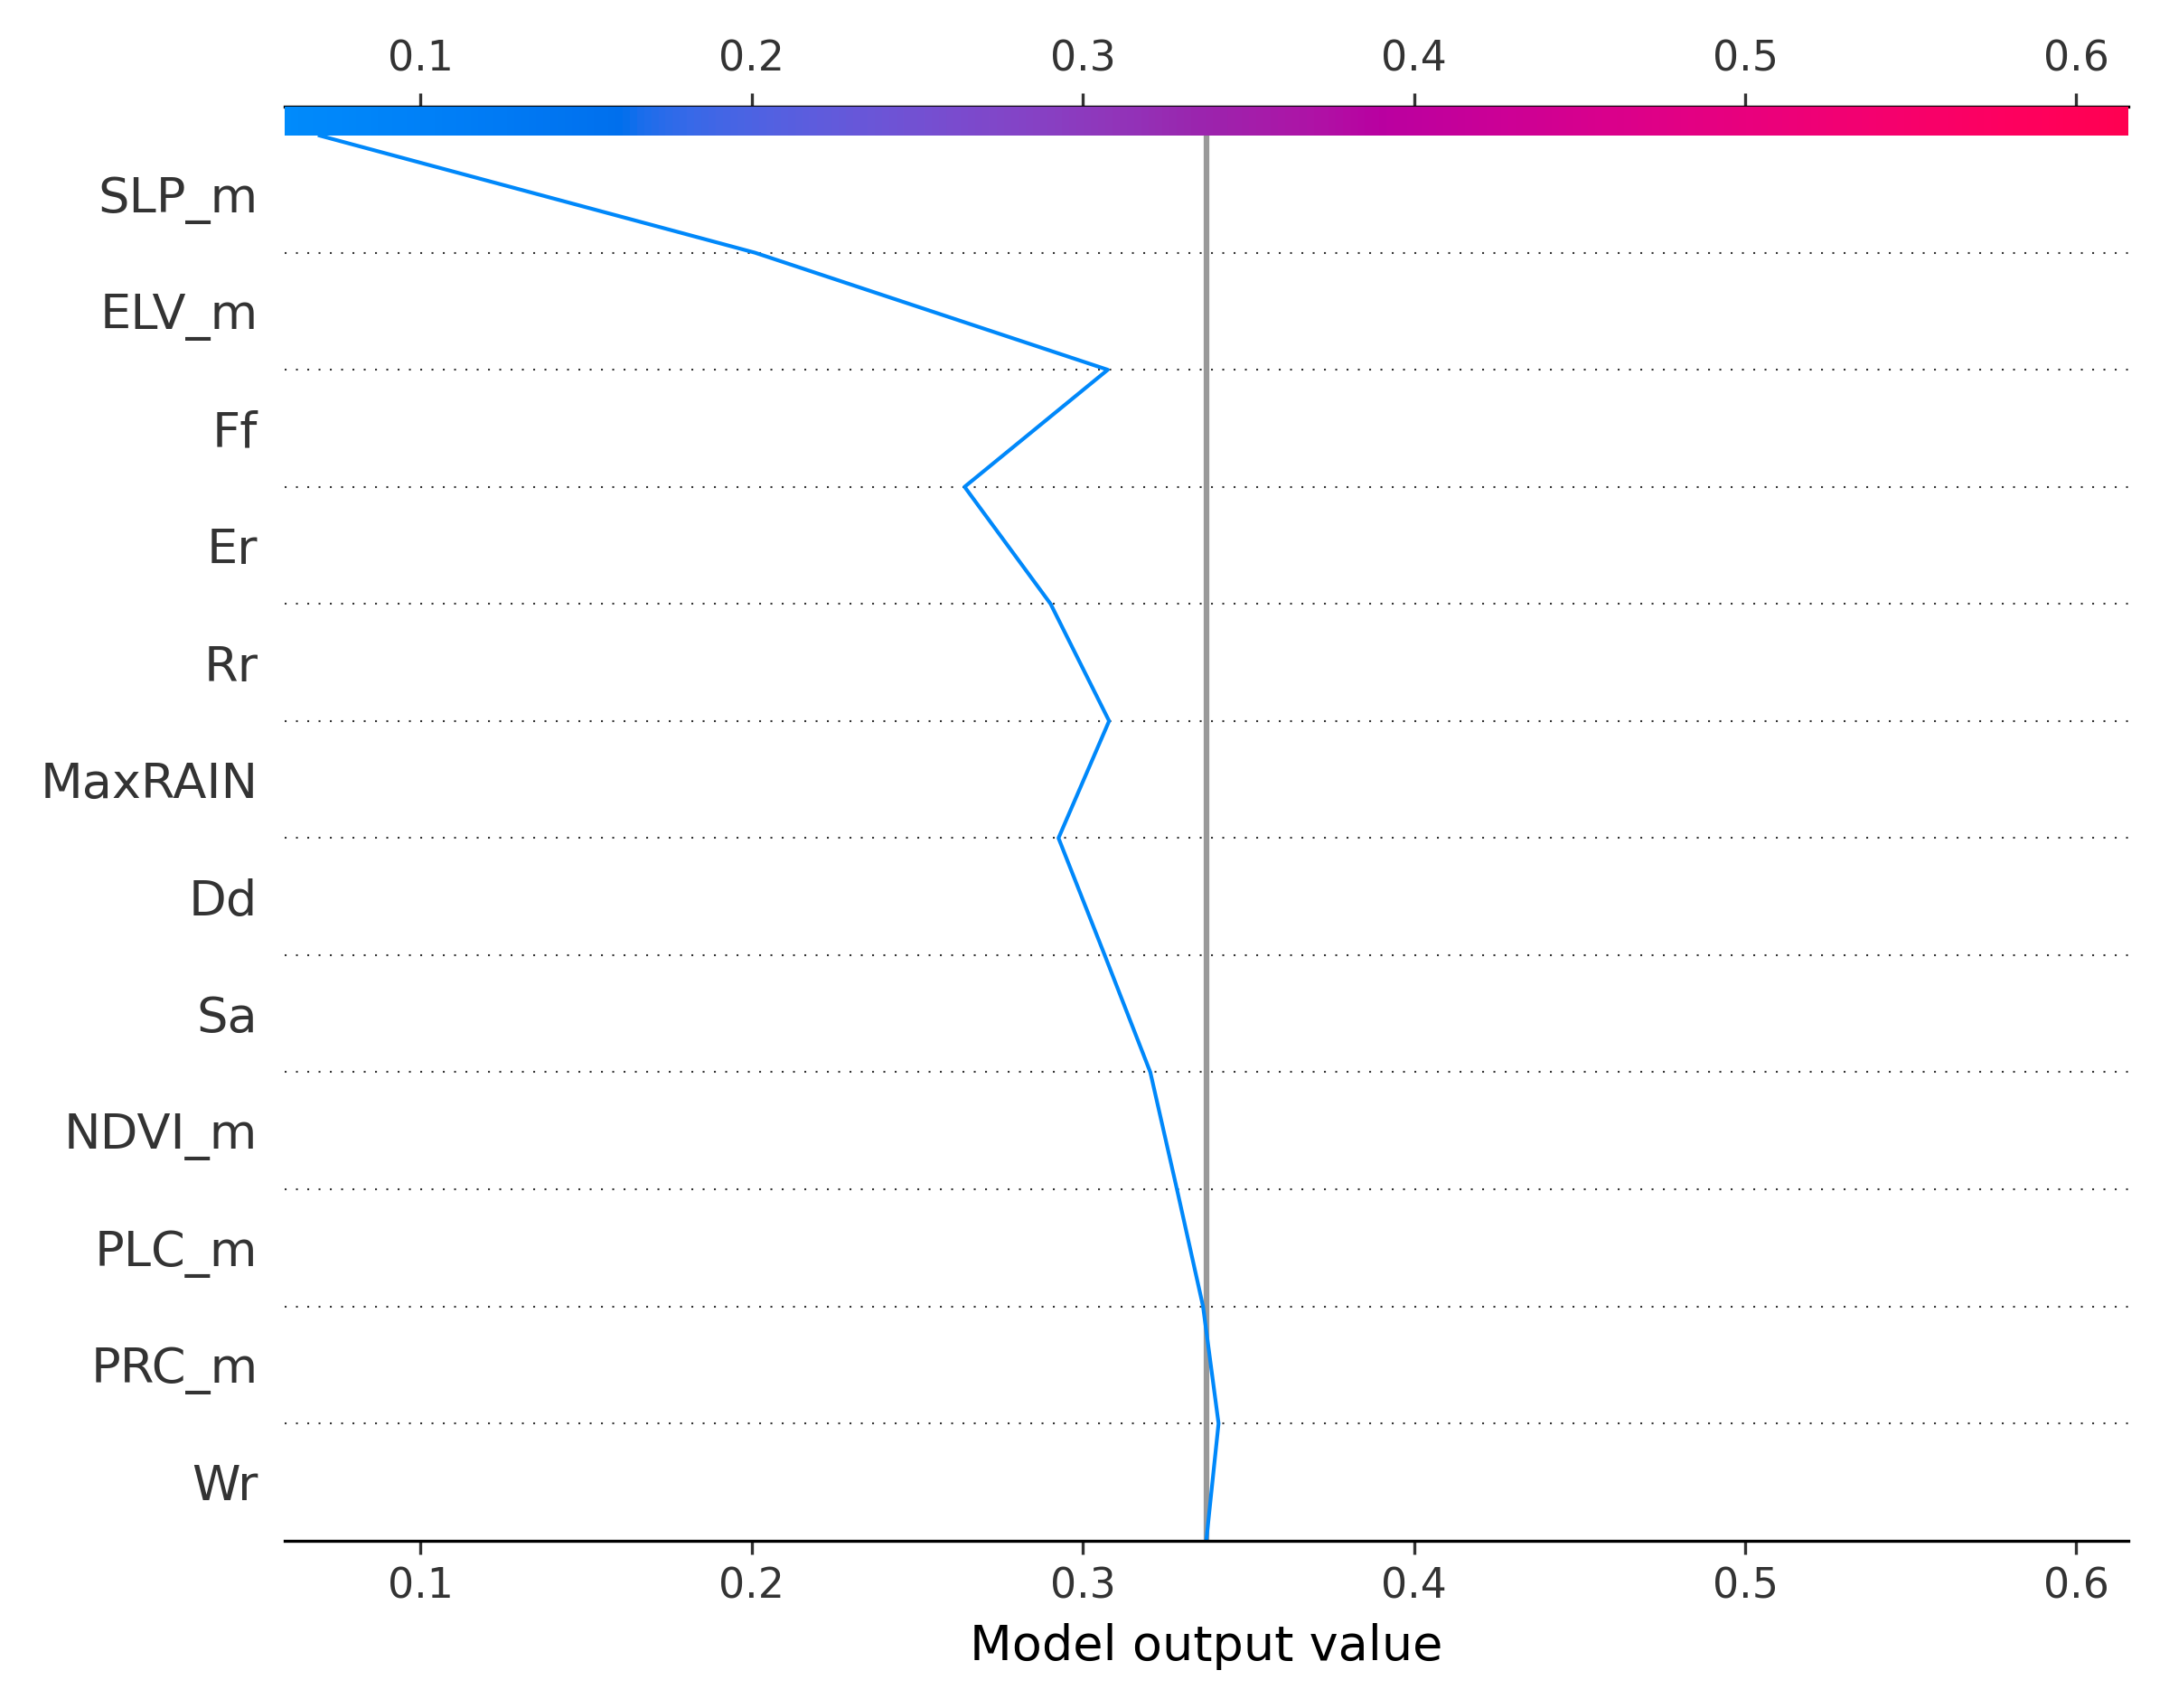 0.1 0.2 0.3 0.4 0.5 0.6
SLP_m
ELV_m
Ff
Er
Rr
MaxRAIN
Dd
Sa
NDVI_m
PLC_m
PRC_m
Wr
0.1 0.2 0.3 0.4 0.5 0.6
Model output value